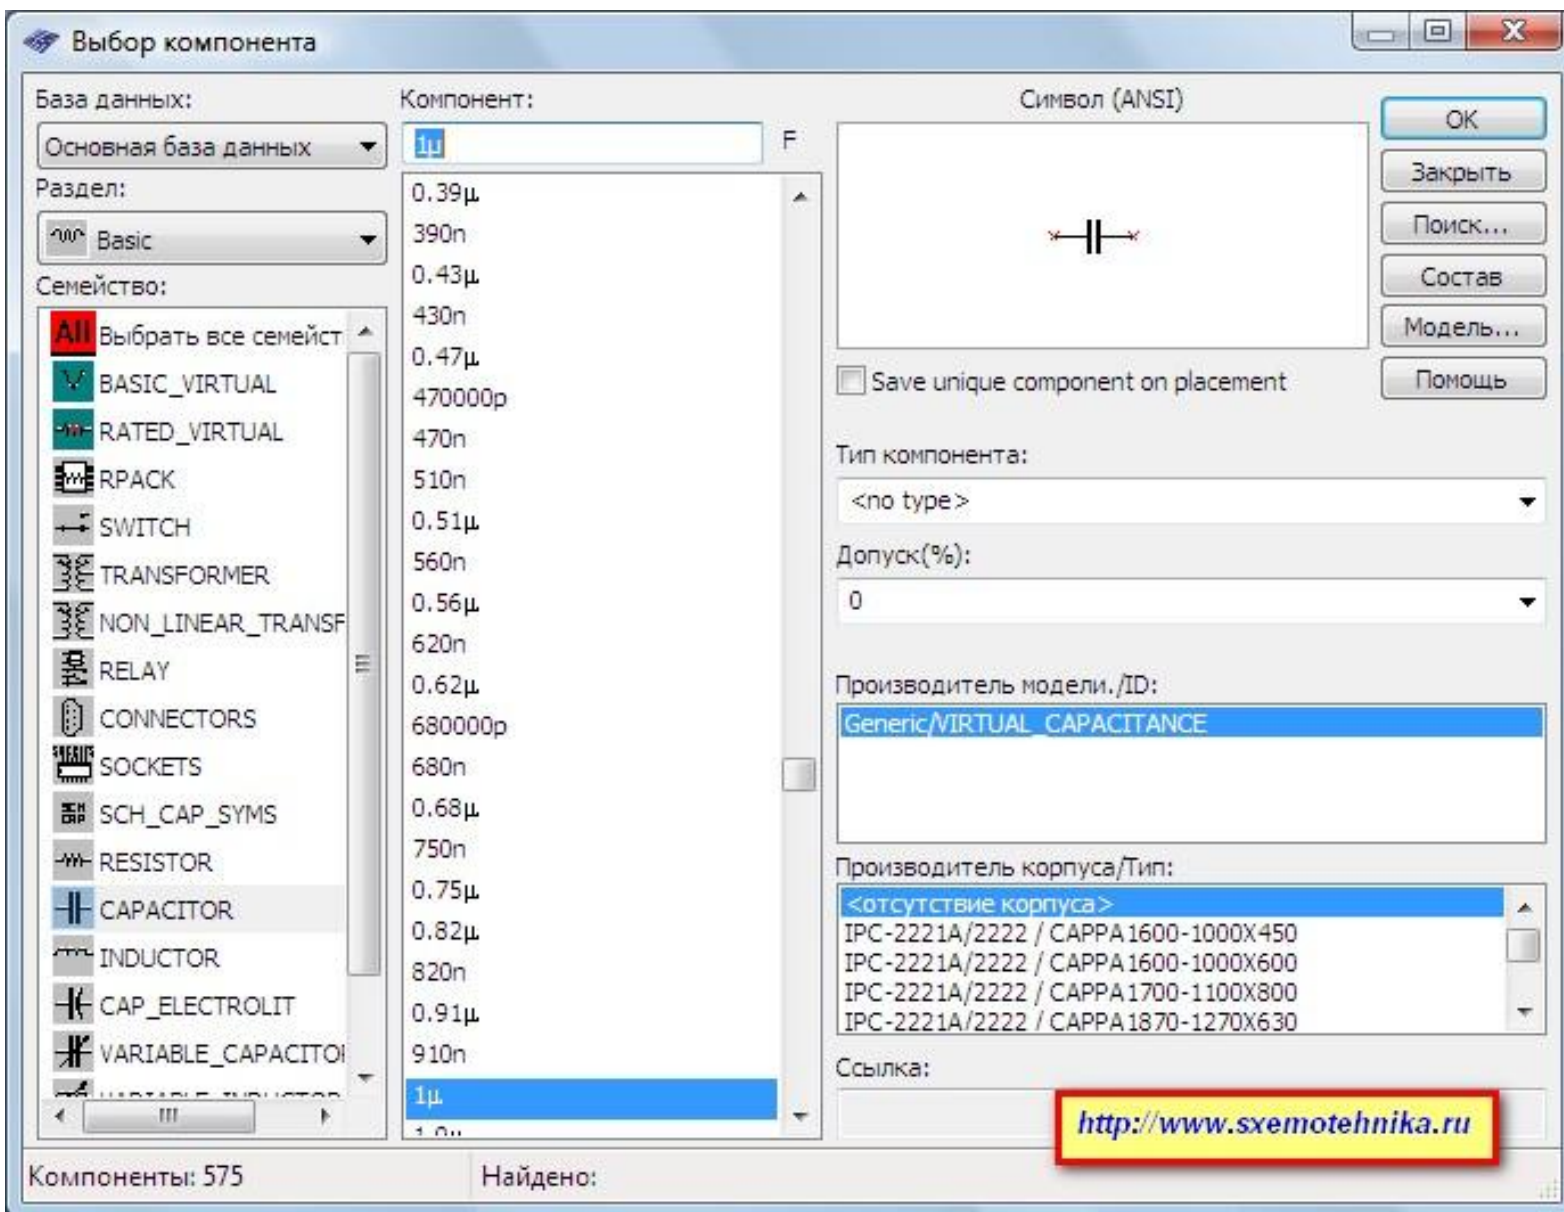 Выбор компонента
База данных:
Основная база данных
Раздел:
Basic
Семейство:
All Выбрать все семейст
BASIC_VIRTUAL
RATED_VIRTUAL
RPACK
SWITCH
TRANSFORMER
NON_LINEAR_TRANSF
RELAY
CONNECTORS
SOCKETS
SCH_CAP_SYMS
RESISTOR
CAPACITOR
INDUCTOR
CAP_ELECTROLIT
VARIABLE_CAPACITO
Компонент:
1µ F
0.39µ
390n
0.43µ
430n
0.47µ
470000p
470n
510n
0.51µ
560n
0.56µ
620n
0.62µ
680000p
680n
0.68µ
750n
0.75µ
0.82µ
820n
0.91µ
910n
1µ
Символ (ANSI)
Save unique component on placement
Тип компонента:
<no type>
Допуск(%):
0
Производитель модели./ID:
Generic/VIRTUAL_CAPACITANCE
Производитель корпуса/Тип:
<отсутствие корпуса>
IPC-2221A/2222 / CAPPA1600-1000X450
IPC-2221A/2222 / CAPPA1600-1000X600
IPC-2221A/2222 / CAPPA1700-1100X800
IPC-2221A/2222 / CAPPA1870-1270X630
Ссылка:
OK
Закрыть
Поиск...
Состав
Модель...
Помощь
http://www.sxemotehnika.ru
Компоненты: 575
Найдено: